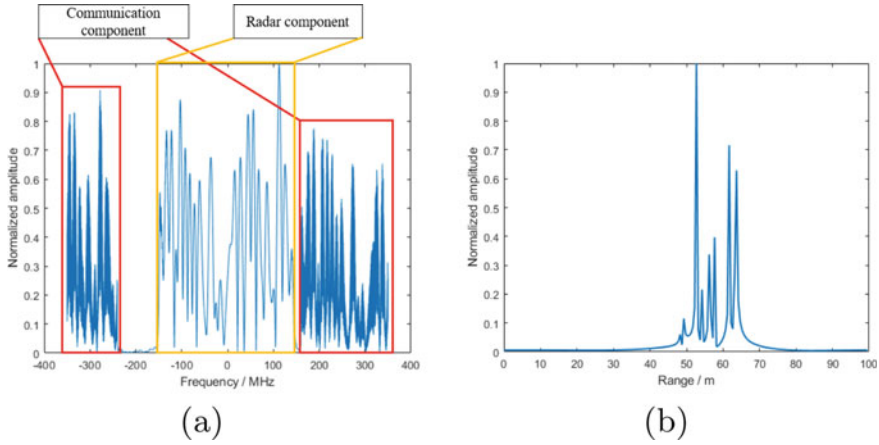 Communication
component
Radar component
Normalized amplitude
1
0.9
0.8
0.7
0.6
0.5
0.4
0.3
0.2
0.1
0
-400 -300 -200 -100 0 100 200 300 400
Frequency / MHz
(a)
Normalized amplitude
1
0.9
0.8
0.7
0.6
0.5
0.4
0.3
0.2
0.1
0
0 10 20 30 40 50 60 70 80 90 100
Range / m
(b)